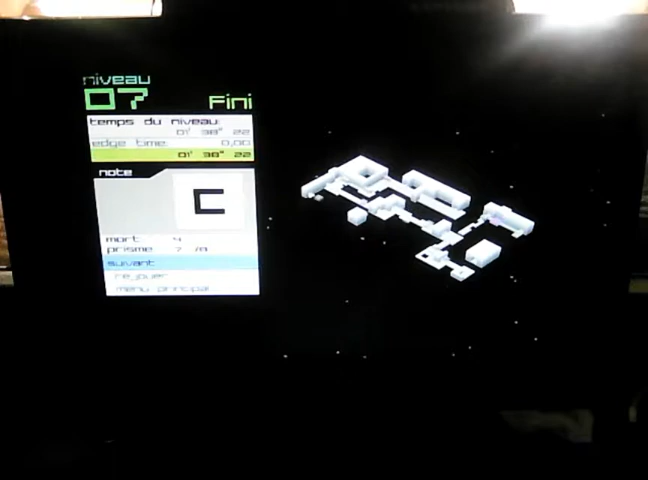 niveau
07 Fini
temps du niveau:
01' 38" 22
edge time: 0,00
01' 38" 22
note
C
mort 4
prisme 7
suivant
rejouer
menu principal